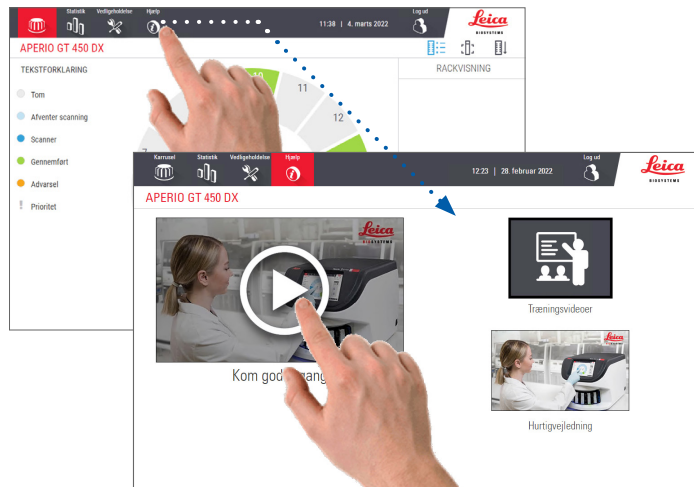 Statistik
Vedligeholdelse
Hjælp
11:38 | 4. marts 2022
Log ud
Leica
BIOSYSTEMS
APERIO GT 450 DX
TEKSTFORKLARING
RACKVISNING
Tom
Afventer scanning
Scanner
Gennemført
Advarsel
Prioritet
10
11
12
Karrusel
Statistik
Vedligeholdelse
Hjælp
12:23 | 28. februar 2022
Log ud
Leica
BIOSYSTEMS
APERIO GT 450 DX
Leica
BIOSYSTEMS
Kom god gang
Træningsvideoer
Leica
Hurtigvejledning